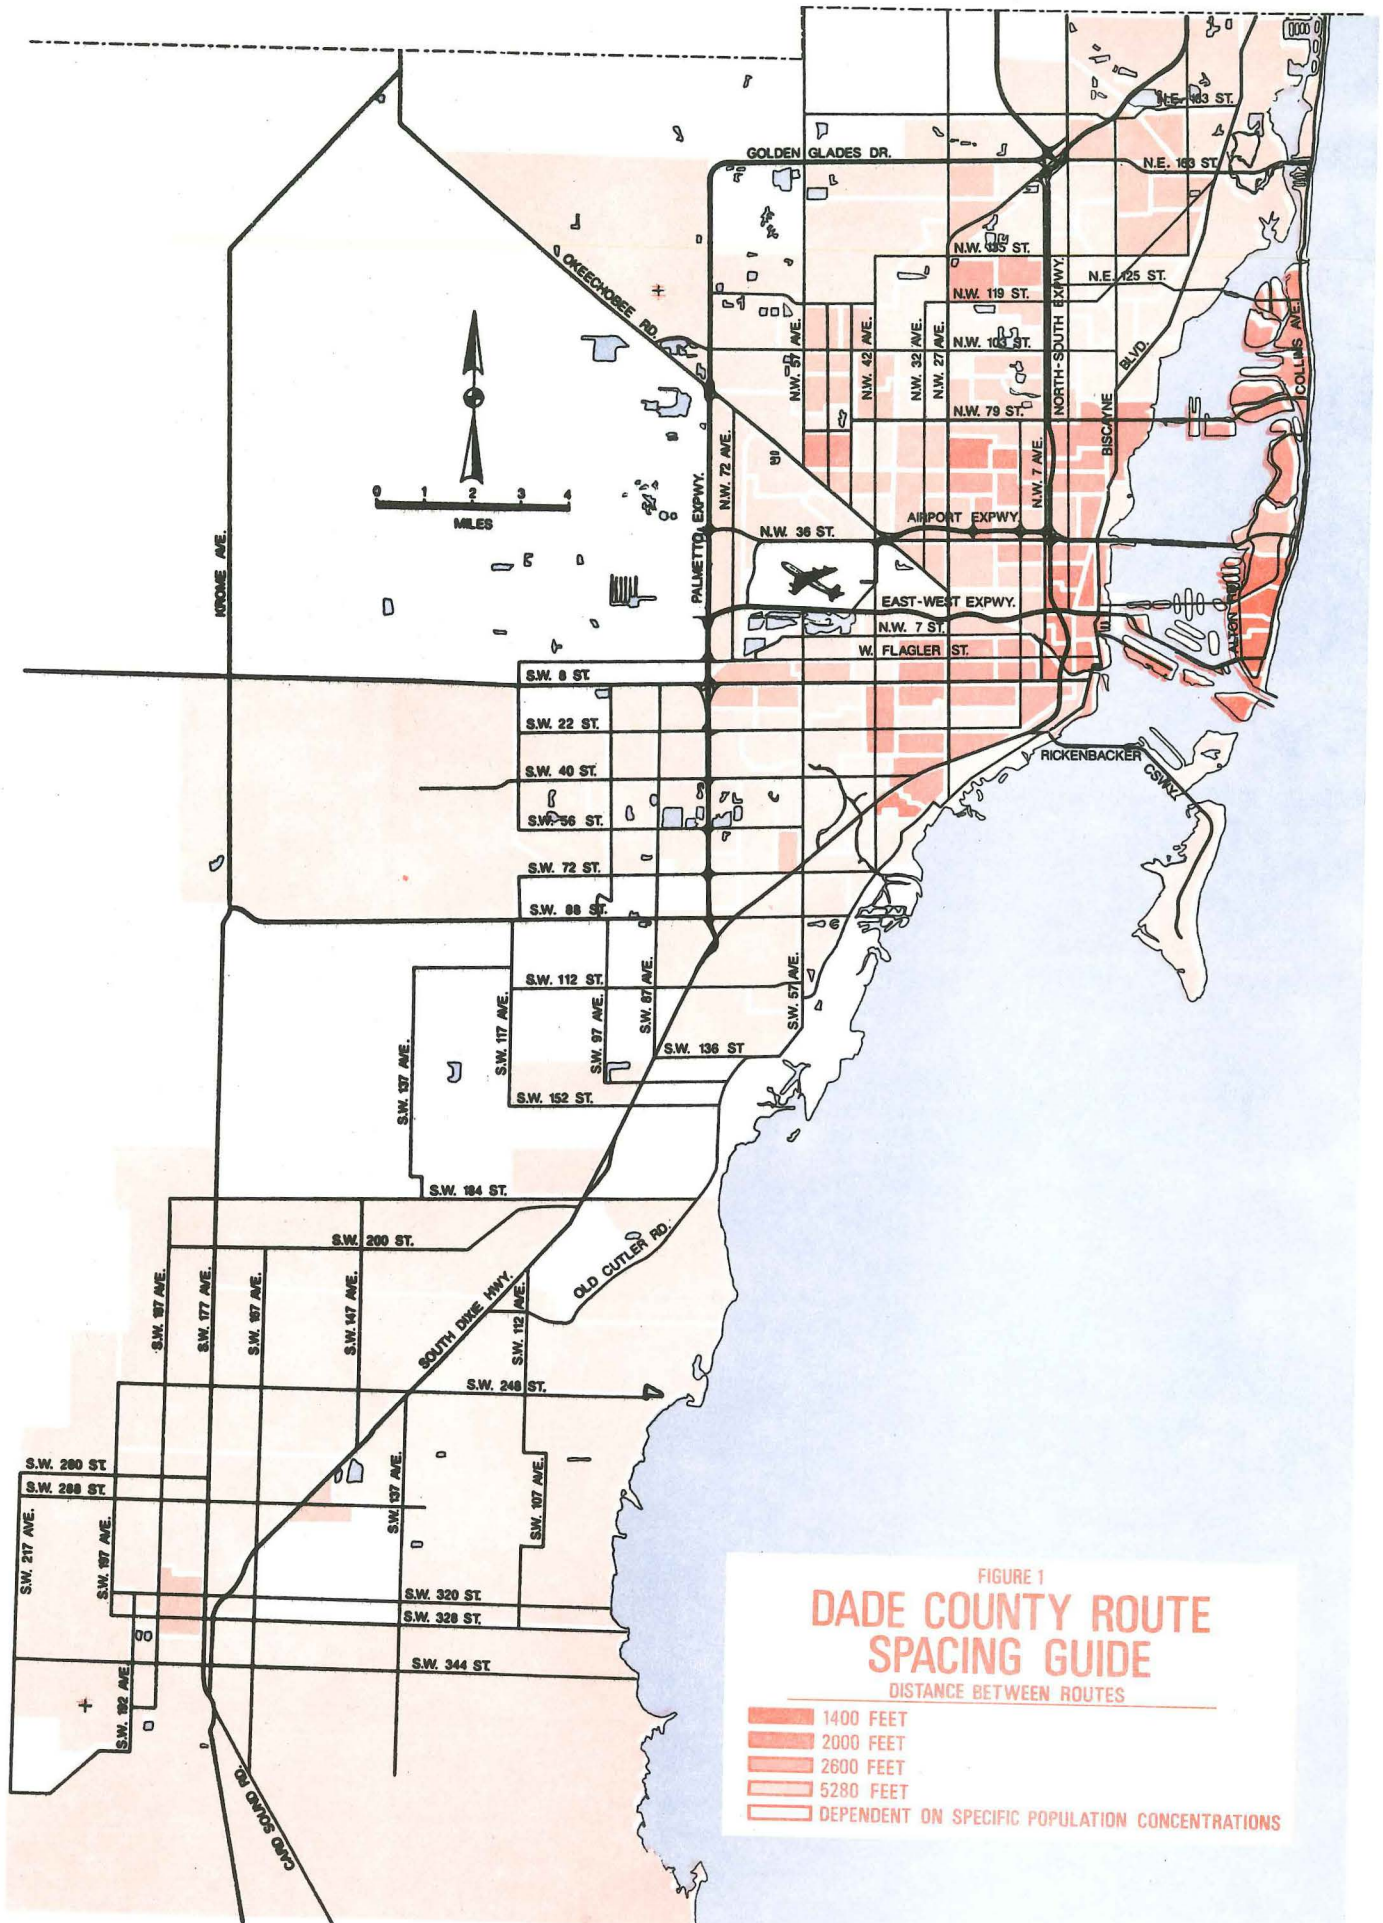 N.E. 163 ST.
GOLDEN GLADES DR.
N.E. 163 ST.
OKEECHOBEE RD.
N.W. 135 ST.
N.E. 125 ST.
N.W. 119 ST.
N.W. 103 ST.
N.W. 57 AVE.
N.W. 42 AVE.
N.W. 32 AVE.
N.W. 27 AVE.
NORTH-SOUTH EXPWY.
BISCAYNE BLVD.
COLLINS AVE.
N.W. 79 ST.
N.W. 72 AVE.
N.W. 7 AVE.
PALMETTO EXPWY.
KROME AVE.
0 1 2 3 4
MILES
AIRPORT EXPWY.
N.W. 36 ST.
EAST-WEST EXPWY.
N.W. 7 ST.
W. FLAGLER ST.
ALTON RD.
S.W. 8 ST.
S.W. 22 ST.
S.W. 40 ST.
S.W. 56 ST.
S.W. 72 ST.
S.W. 88 ST.
RICKENBACKER CSWY.
S.W. 112 ST.
S.W. 137 AVE.
S.W. 117 AVE.
S.W. 97 AVE.
S.W. 87 AVE.
S.W. 57 AVE.
S.W. 136 ST
S.W. 152 ST.
S.W. 184 ST.
S.W. 200 ST.
OLD CUTLER RD.
S.W. 187 AVE.
S.W. 177 AVE.
S.W. 167 AVE.
S.W. 147 AVE.
SOUTH DIXIE HWY.
S.W. 112 AVE.
S.W. 248 ST.
S.W. 280 ST.
S.W. 288 ST.
S.W. 217 AVE.
S.W. 197 AVE.
S.W. 137 AVE.
S.W. 107 AVE.
S.W. 320 ST.
S.W. 328 ST.
S.W. 344 ST.
S.W. 192 AVE.
CARD SOUND RD.
FIGURE 1
DADE COUNTY ROUTE
SPACING GUIDE
DISTANCE BETWEEN ROUTES
1400 FEET
2000 FEET
2600 FEET
5280 FEET
DEPENDENT ON SPECIFIC POPULATION CONCENTRATIONS